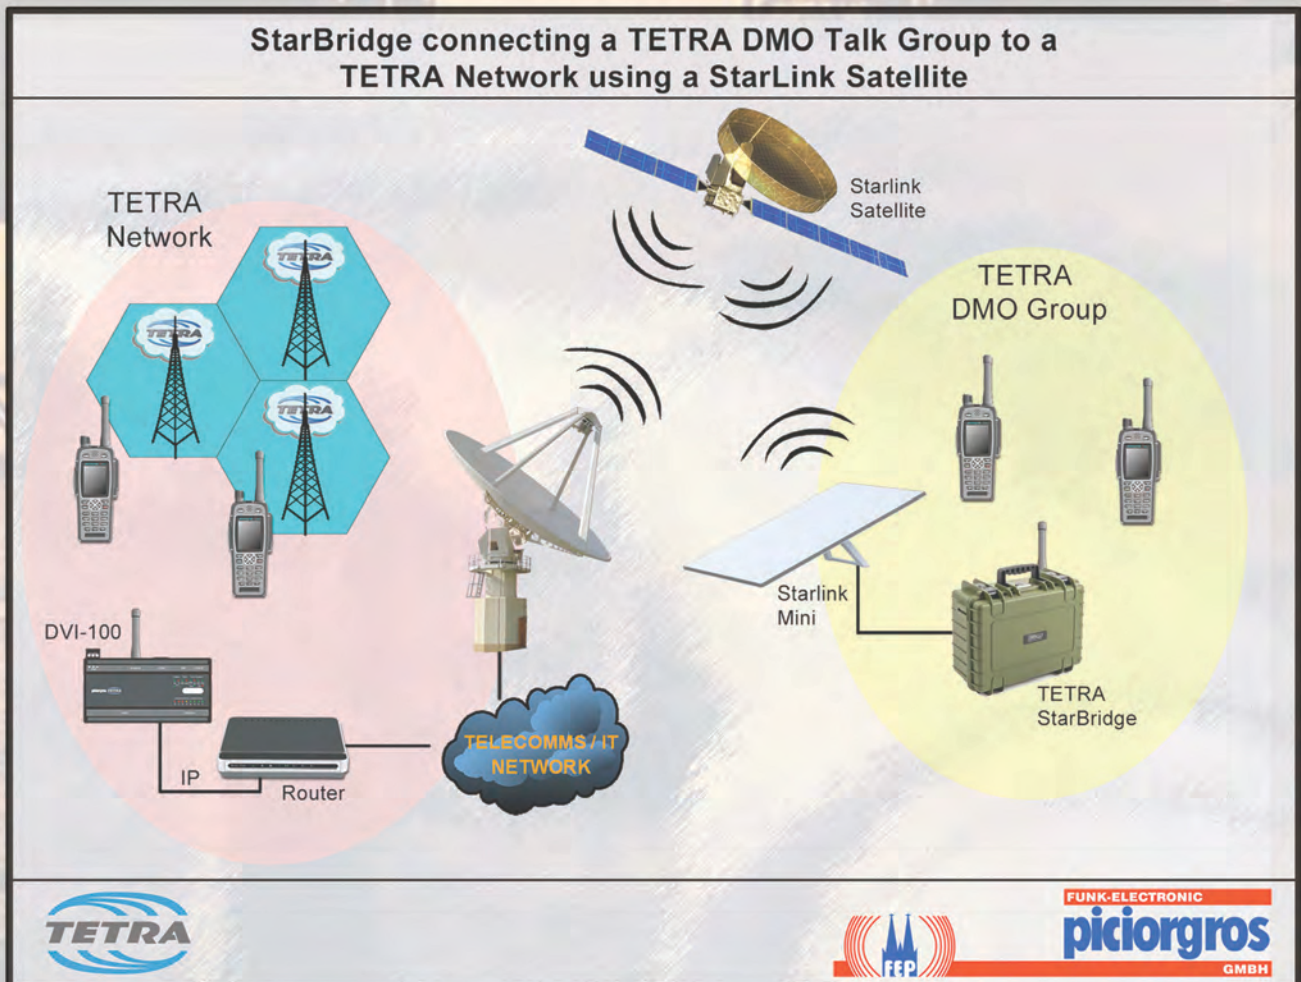 StarBridge connecting a TETRA DMO Talk Group to a
TETRA Network using a StarLink Satellite
Starlink
Satellite
TETRA
Network
TETRA
TETRA
TETRA
TETRA
DMO Group
DVI-100
IP
Router
TELECOMMS / IT
NETWORK
Starlink
Mini
TETRA
StarBridge
TETRA
FEP
FUNK-ELECTRONIC
piciorgros
GMBH